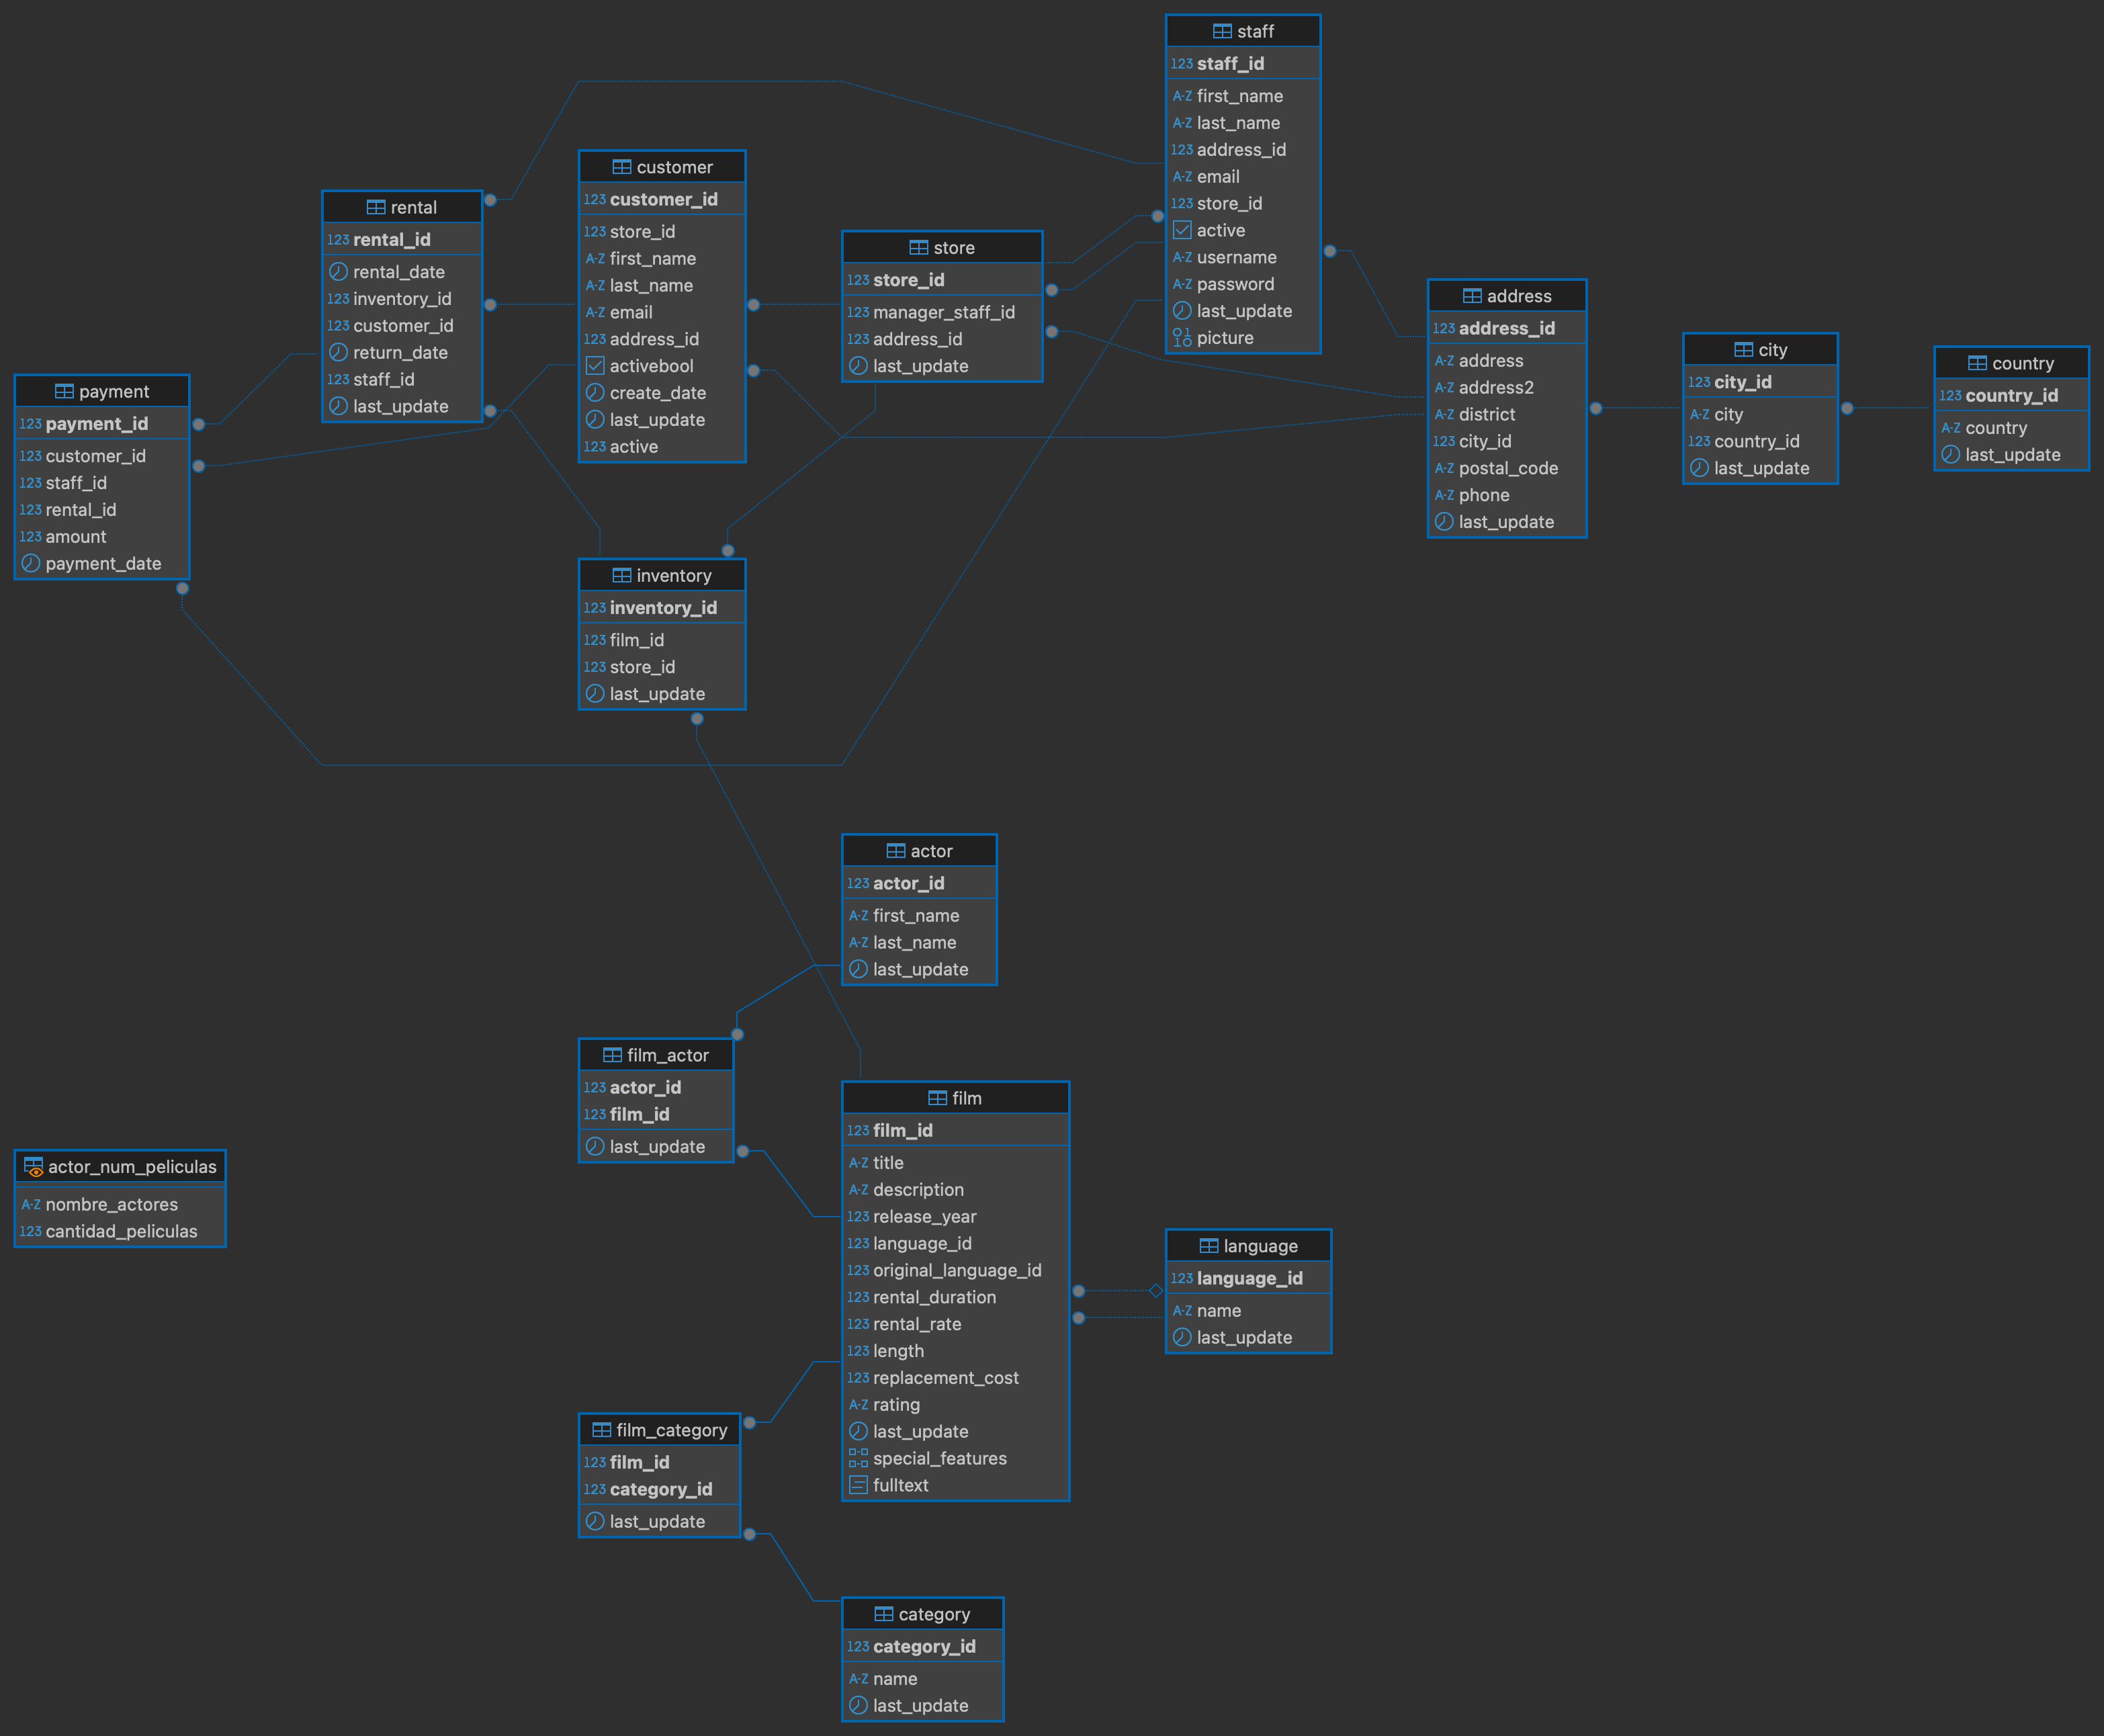 staff
123 staff_id
A-Z first_name
A-Z last_name
123 address_id
A-Z email
123 store_id
active
A-Z username
A-Z password
last_update
picture
customer
123 customer_id
123 store_id
A-Z first_name
A-Z last_name
A-Z email
123 address_id
activebool
create_date
last_update
123 active
rental
123 rental_id
rental_date
123 inventory_id
123 customer_id
return_date
123 staff_id
last_update
store
123 store_id
123 manager_staff_id
123 address_id
last_update
address
123 address_id
A-Z address
A-Z address2
A-Z district
123 city_id
A-Z postal_code
A-Z phone
last_update
city
123 city_id
A-Z city
123 country_id
last_update
country
123 country_id
A-Z country
last_update
payment
123 payment_id
123 customer_id
123 staff_id
123 rental_id
123 amount
payment_date
inventory
123 inventory_id
123 film_id
123 store_id
last_update
actor
123 actor_id
A-Z first_name
A-Z last_name
last_update
film_actor
123 actor_id
123 film_id
last_update
film
123 film_id
A-Z title
A-Z description
123 release_year
123 language_id
123 original_language_id
123 rental_duration
123 rental_rate
123 length
123 replacement_cost
A-Z rating
last_update
special_features
fulltext
actor_num_peliculas
A-Z nombre_actores
123 cantidad_peliculas
language
123 language_id
A-Z name
last_update
film_category
123 film_id
123 category_id
last_update
category
123 category_id
A-Z name
last_update